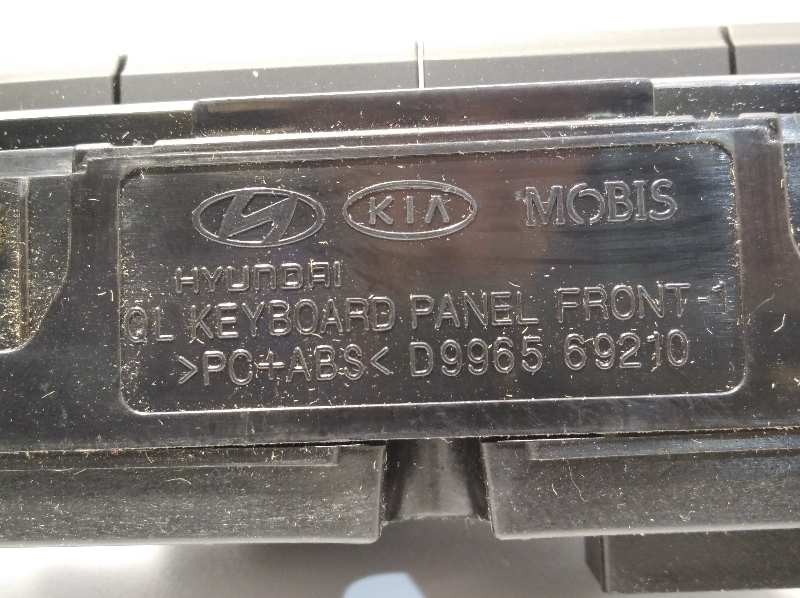 KIA MOBIS
HYUNDAI
QL KEYBOARD PANEL FRONT-1
>PC+ABS< D9965 69210